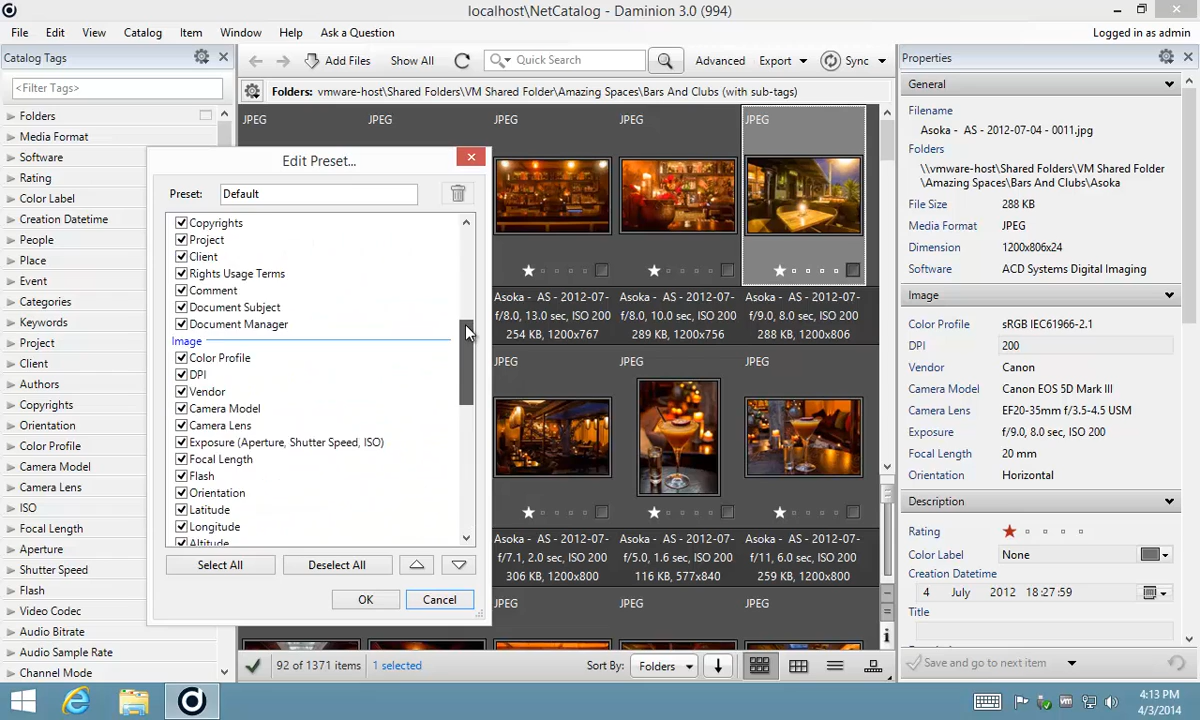 localhost\NetCatalog - Daminion 3.0 (994)
File Edit View Catalog Item Window Help Ask a Question
Logged in as admin
Catalog Tags
<Filter Tags>
Folders
Media Format
Software
Rating
Color Label
Creation Datetime
People
Place
Event
Categories
Keywords
Project
Client
Authors
Copyrights
Orientation
Color Profile
Camera Model
Camera Lens
ISO
Focal Length
Aperture
Shutter Speed
Flash
Video Codec
Audio Bitrate
Audio Sample Rate
Channel Mode
Add Files Show All Quick Search Advanced Export Sync
Folders: vmware-host\Shared Folders\VM Shared Folder\Amazing Spaces\Bars And Clubs (with sub-tags)
JPEG JPEG JPEG JPEG JPEG
Edit Preset...
Preset: Default
Copyrights
Project
Client
Rights Usage Terms
Comment
Document Subject
Document Manager
Image
Color Profile
DPI
Vendor
Camera Model
Camera Lens
Exposure (Aperture, Shutter Speed, ISO)
Focal Length
Flash
Orientation
Latitude
Longitude
Altitude
Select All Deselect All
OK Cancel
Asoka - AS - 2012-07- Asoka - AS - 2012-07- Asoka - AS - 2012-07-
f/8.0, 13.0 sec, ISO 200 f/8.0, 10.0 sec, ISO 200 f/9.0, 8.0 sec, ISO 200
254 KB, 1200x767 289 KB, 1200x756 288 KB, 1200x806
JPEG JPEG JPEG
Asoka - AS - 2012-07- Asoka - AS - 2012-07- Asoka - AS - 2012-07-
f/7.1, 2.0 sec, ISO 200 f/5.0, 1.6 sec, ISO 200 f/11, 6.0 sec, ISO 200
306 KB, 1200x800 116 KB, 577x840 259 KB, 1200x800
JPEG JPEG JPEG
92 of 1371 items 1 selected Sort By: Folders
Properties
General
Filename
Asoka - AS - 2012-07-04 - 0011.jpg
Folders
\\vmware-host\Shared Folders\VM Shared Folder
\Amazing Spaces\Bars And Clubs\Asoka
File Size 288 KB
Media Format JPEG
Dimension 1200x806x24
Software ACD Systems Digital Imaging
Image
Color Profile sRGB IEC61966-2.1
DPI 200
Vendor Canon
Camera Model Canon EOS 5D Mark III
Camera Lens EF20-35mm f/3.5-4.5 USM
Exposure f/9.0, 8.0 sec, ISO 200
Focal Length 20 mm
Orientation Horizontal
Description
Rating
Color Label None
Creation Datetime
4 July 2012 18:27:59
Title
Save and go to next item
4:13 PM
4/3/2014